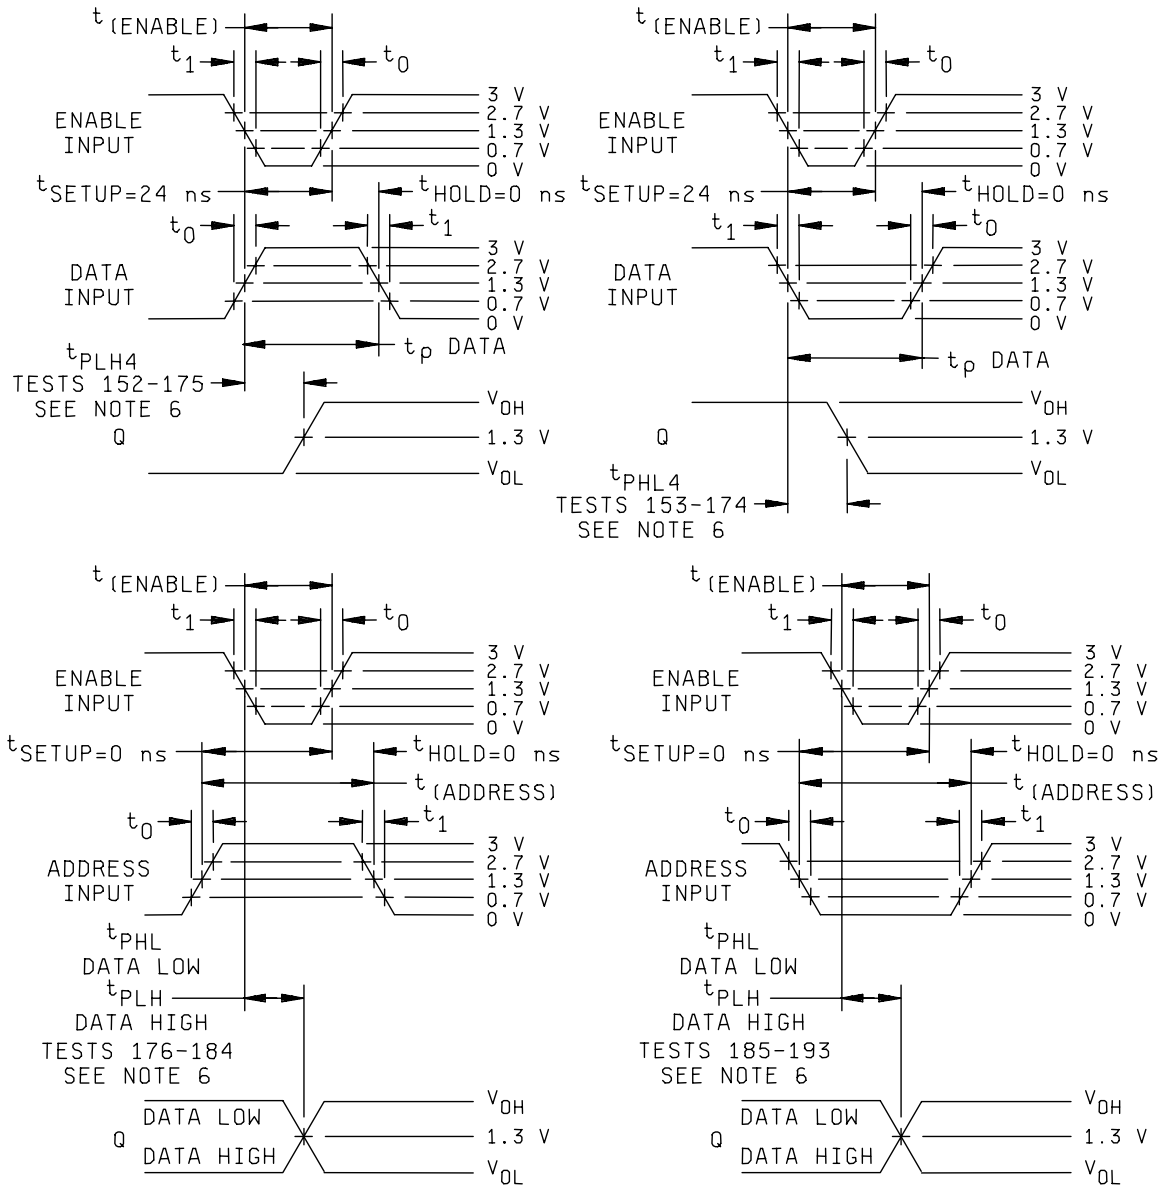 t(ENABLE)
t1 t0
3 V
2.7 V
1.3 V
0.7 V
0 V
ENABLE
INPUT
tSETUP=24 ns
tHOLD=0 ns
t0 t1
3 V
2.7 V
1.3 V
0.7 V
0 V
DATA
INPUT
tp DATA
tPLH4
TESTS 152-175
SEE NOTE 6
Q
VOH
1.3 V
VOL
t(ENABLE)
t1 t0
3 V
2.7 V
1.3 V
0.7 V
0 V
ENABLE
INPUT
tSETUP=24 ns
tHOLD=0 ns
t1 t0
3 V
2.7 V
1.3 V
0.7 V
0 V
DATA
INPUT
tp DATA
Q
VOH
1.3 V
VOL
tPHL4
TESTS 153-174
SEE NOTE 6
t(ENABLE)
t1 t0
3 V
2.7 V
1.3 V
0.7 V
0 V
ENABLE
INPUT
tSETUP=0 ns
tHOLD=0 ns
t(ADDRESS)
t0 t1
3 V
2.7 V
1.3 V
0.7 V
0 V
ADDRESS
INPUT
tPHL
DATA LOW
tPLH
DATA HIGH
TESTS 176-184
SEE NOTE 6
DATA LOW
Q
DATA HIGH
VOH
1.3 V
VOL
t(ENABLE)
t1 t0
3 V
2.7 V
1.3 V
0.7 V
0 V
ENABLE
INPUT
tSETUP=0 ns
tHOLD=0 ns
t(ADDRESS)
t0 t1
3 V
2.7 V
1.3 V
0.7 V
0 V
ADDRESS
INPUT
tPHL
DATA LOW
tPLH
DATA HIGH
TESTS 185-193
SEE NOTE 6
DATA LOW
Q
DATA HIGH
VOH
1.3 V
VOL